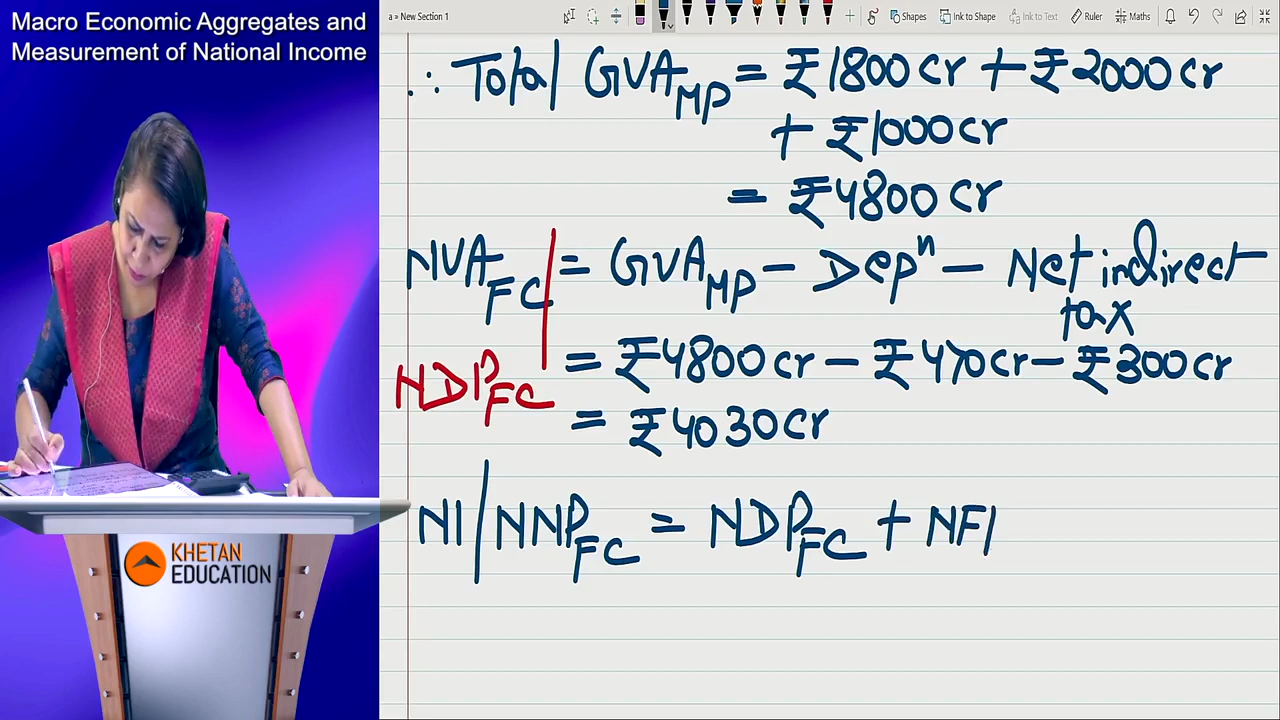 Macro Economic Aggregates and
Measurement of National Income
a » New Section 1
Shapes
Ink to Shape
Ink to Text
Ruler
Maths
∴ Total GVA_MP = ₹1800 cr + ₹2000 cr
+ ₹1000 cr
= ₹4800 cr
NVA_FC = GVA_MP − Depⁿ − Net indirect
tax
= ₹4800 cr − ₹470 cr − ₹300 cr
NDP_FC
= ₹4030 cr
NI / NNP_FC = NDP_FC + NFI
KHETAN
EDUCATION